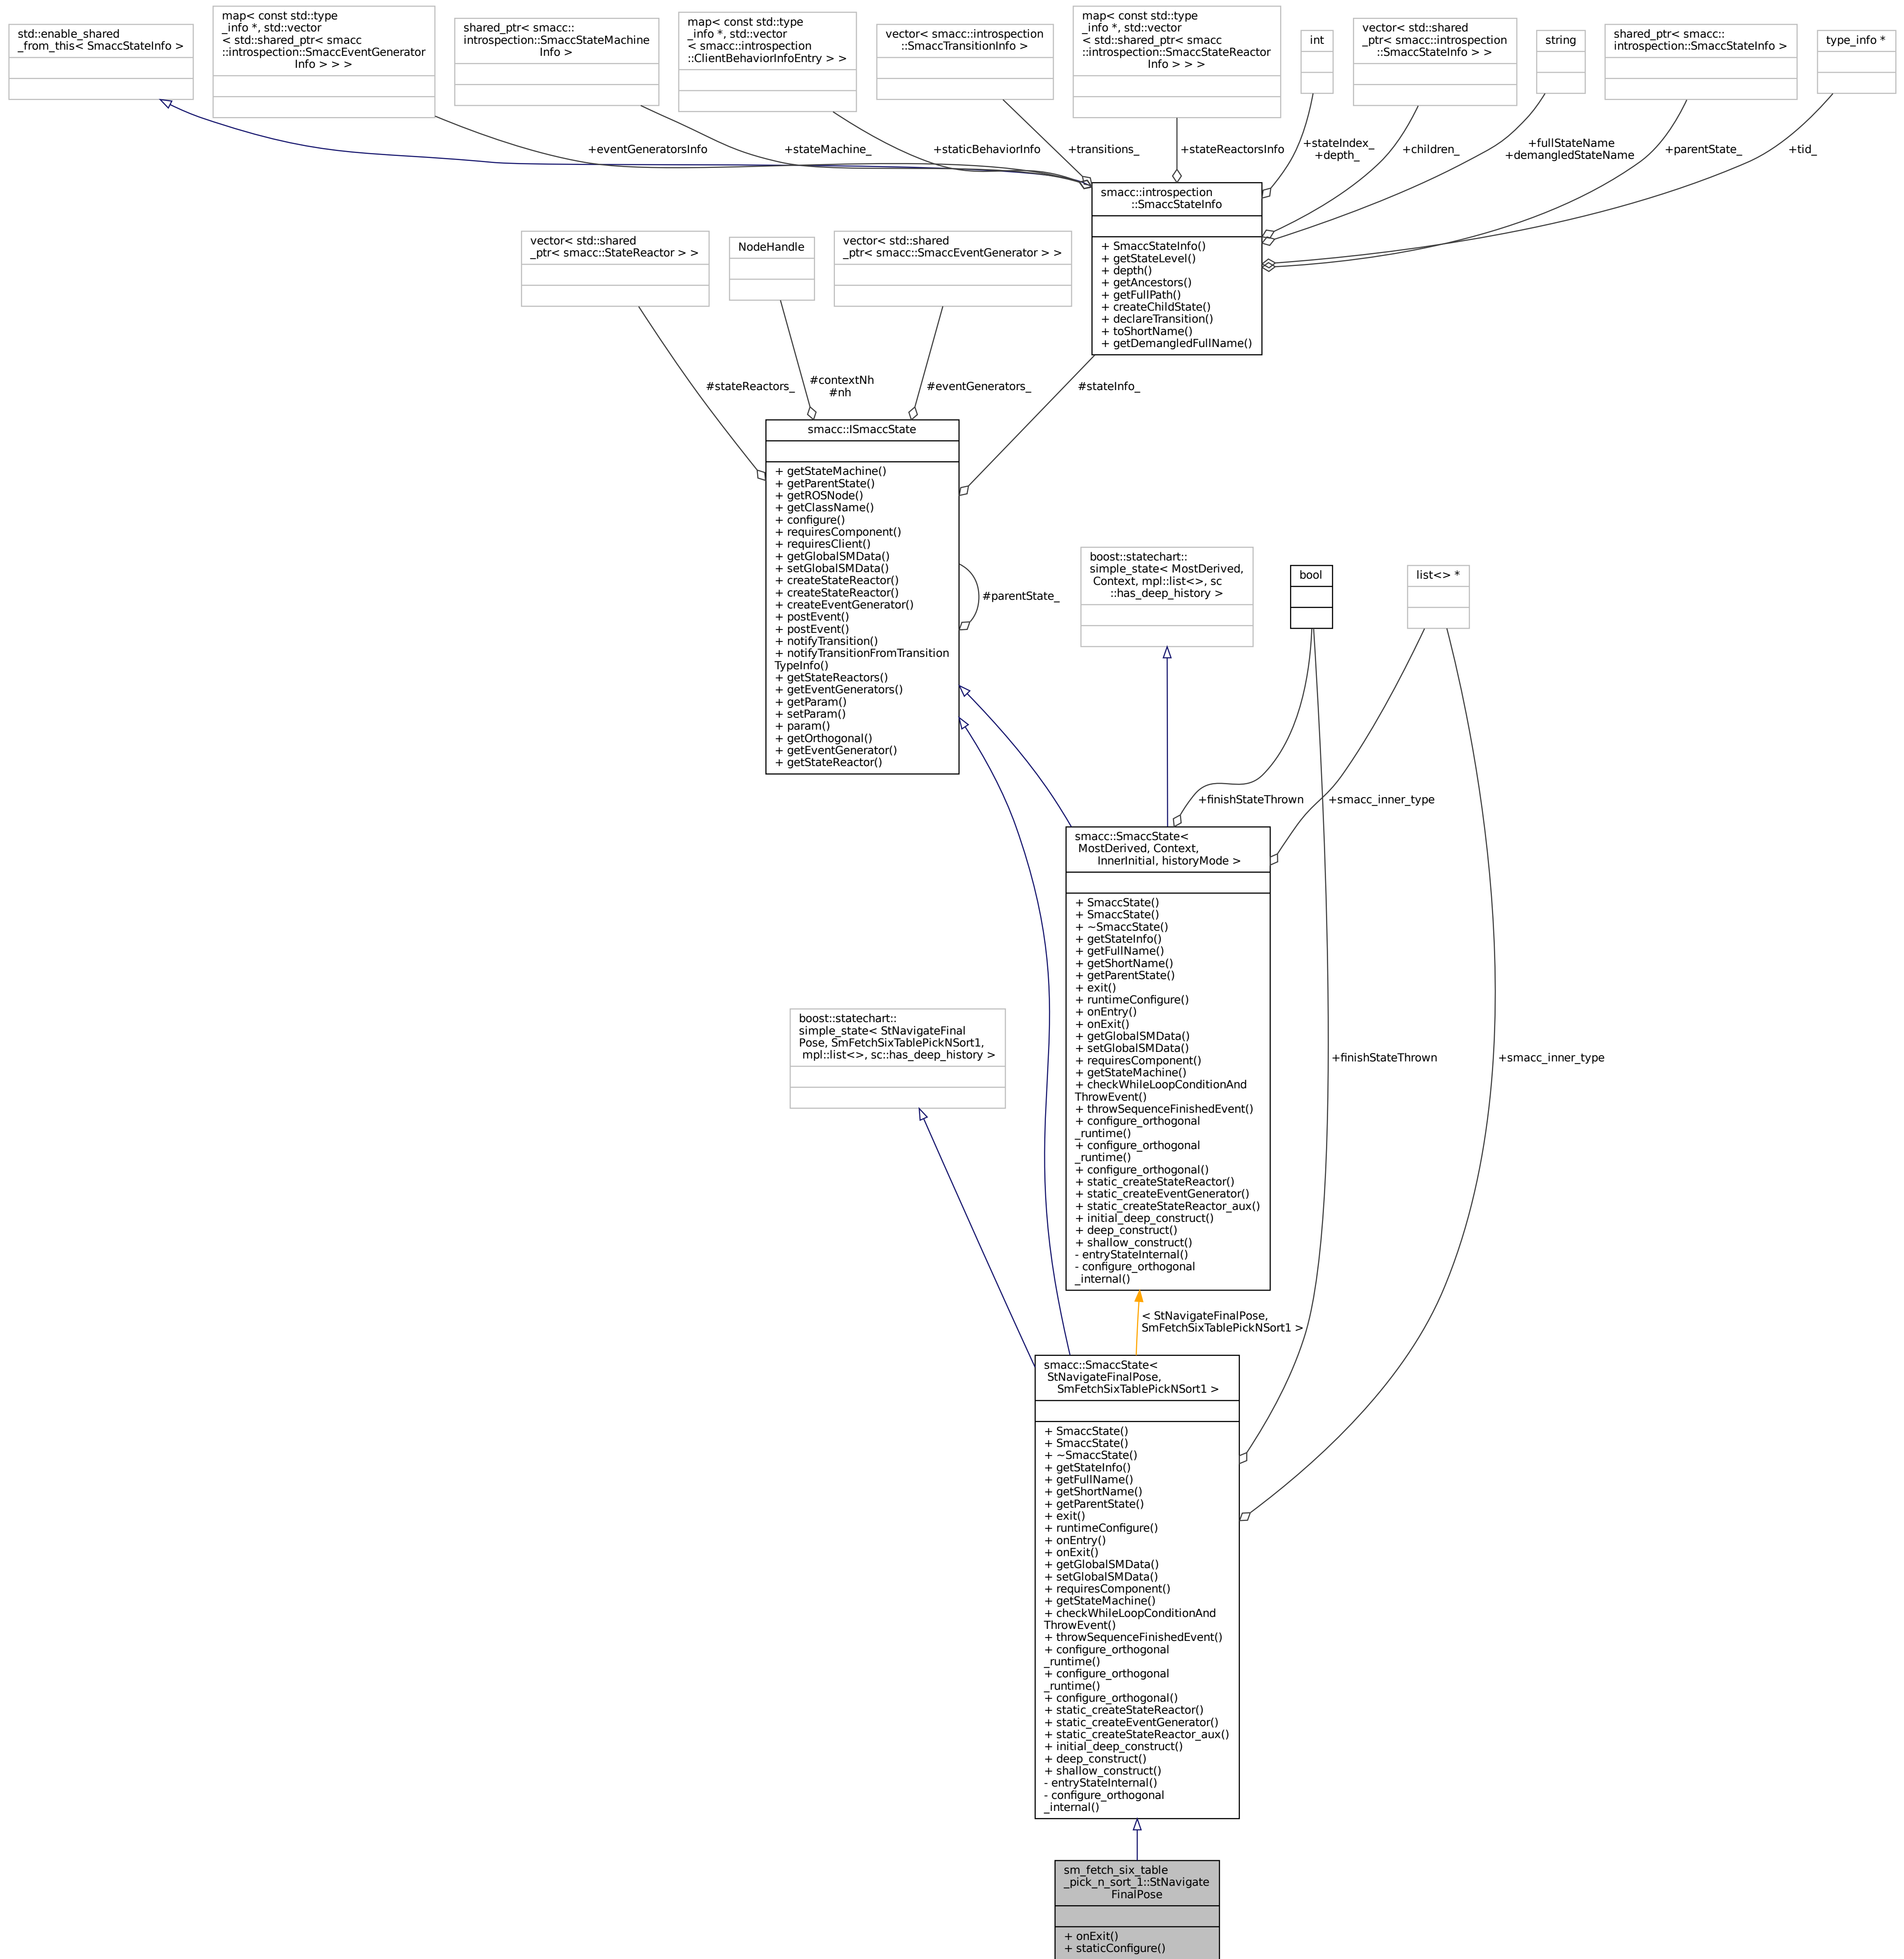 std::enable_shared
_from_this< SmaccStateInfo >
map< const std::type
_info *, std::vector
< std::shared_ptr< smacc
::introspection::SmaccEventGenerator
Info > > >
shared_ptr< smacc::
introspection::SmaccStateMachine
Info >
map< const std::type
_info *, std::vector
< smacc::introspection
::ClientBehaviorInfoEntry > >
vector< smacc::introspection
::SmaccTransitionInfo >
map< const std::type
_info *, std::vector
< std::shared_ptr< smacc
::introspection::SmaccStateReactor
Info > > >
int
vector< std::shared
_ptr< smacc::introspection
::SmaccStateInfo > >
string
shared_ptr< smacc::
introspection::SmaccStateInfo >
type_info *
+eventGeneratorsInfo
+stateMachine_
+staticBehaviorInfo
+transitions_
+stateReactorsInfo
+stateIndex_
+depth_
+children_
+fullStateName
+demangledStateName
+parentState_
+tid_
smacc::introspection
::SmaccStateInfo
+ SmaccStateInfo()
+ getStateLevel()
+ depth()
+ getAncestors()
+ getFullPath()
+ createChildState()
+ declareTransition()
+ toShortName()
+ getDemangledFullName()
vector< std::shared
_ptr< smacc::StateReactor > >
NodeHandle
vector< std::shared
_ptr< smacc::SmaccEventGenerator > >
#stateReactors_
#contextNh
#nh
#eventGenerators_
#stateInfo_
smacc::ISmaccState
+ getStateMachine()
+ getParentState()
+ getROSNode()
+ getClassName()
+ configure()
+ requiresComponent()
+ requiresClient()
+ getGlobalSMData()
+ setGlobalSMData()
+ createStateReactor()
+ createStateReactor()
+ createEventGenerator()
+ postEvent()
+ postEvent()
+ notifyTransition()
+ notifyTransitionFromTransition
TypeInfo()
+ getStateReactors()
+ getEventGenerators()
+ getParam()
+ setParam()
+ param()
+ getOrthogonal()
+ getEventGenerator()
+ getStateReactor()
#parentState_
boost::statechart::
simple_state< MostDerived,
Context, mpl::list<>, sc
::has_deep_history >
bool
list<> *
+finishStateThrown
+smacc_inner_type
smacc::SmaccState<
MostDerived, Context,
InnerInitial, historyMode >
+ SmaccState()
+ SmaccState()
+ ~SmaccState()
+ getStateInfo()
+ getFullName()
+ getShortName()
+ getParentState()
+ exit()
+ runtimeConfigure()
+ onEntry()
+ onExit()
+ getGlobalSMData()
+ setGlobalSMData()
+ requiresComponent()
+ getStateMachine()
+ checkWhileLoopConditionAnd
ThrowEvent()
+ throwSequenceFinishedEvent()
+ configure_orthogonal
_runtime()
+ configure_orthogonal
_runtime()
+ configure_orthogonal()
+ static_createStateReactor()
+ static_createEventGenerator()
+ static_createStateReactor_aux()
+ initial_deep_construct()
+ deep_construct()
+ shallow_construct()
- entryStateInternal()
- configure_orthogonal
_internal()
boost::statechart::
simple_state< StNavigateFinal
Pose, SmFetchSixTablePickNSort1,
mpl::list<>, sc::has_deep_history >
+finishStateThrown
+smacc_inner_type
< StNavigateFinalPose,
SmFetchSixTablePickNSort1 >
smacc::SmaccState<
StNavigateFinalPose,
SmFetchSixTablePickNSort1 >
+ SmaccState()
+ SmaccState()
+ ~SmaccState()
+ getStateInfo()
+ getFullName()
+ getShortName()
+ getParentState()
+ exit()
+ runtimeConfigure()
+ onEntry()
+ onExit()
+ getGlobalSMData()
+ setGlobalSMData()
+ requiresComponent()
+ getStateMachine()
+ checkWhileLoopConditionAnd
ThrowEvent()
+ throwSequenceFinishedEvent()
+ configure_orthogonal
_runtime()
+ configure_orthogonal
_runtime()
+ configure_orthogonal()
+ static_createStateReactor()
+ static_createEventGenerator()
+ static_createStateReactor_aux()
+ initial_deep_construct()
+ deep_construct()
+ shallow_construct()
- entryStateInternal()
- configure_orthogonal
_internal()
sm_fetch_six_table
_pick_n_sort_1::StNavigate
FinalPose
+ onExit()
+ staticConfigure()